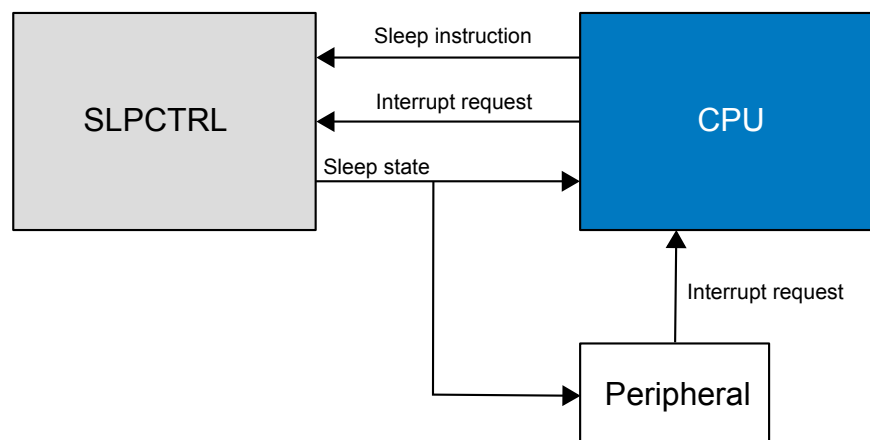 Sleep instruction
SLPCTRL
Interrupt request
CPU
Sleep state
Interrupt request
Peripheral